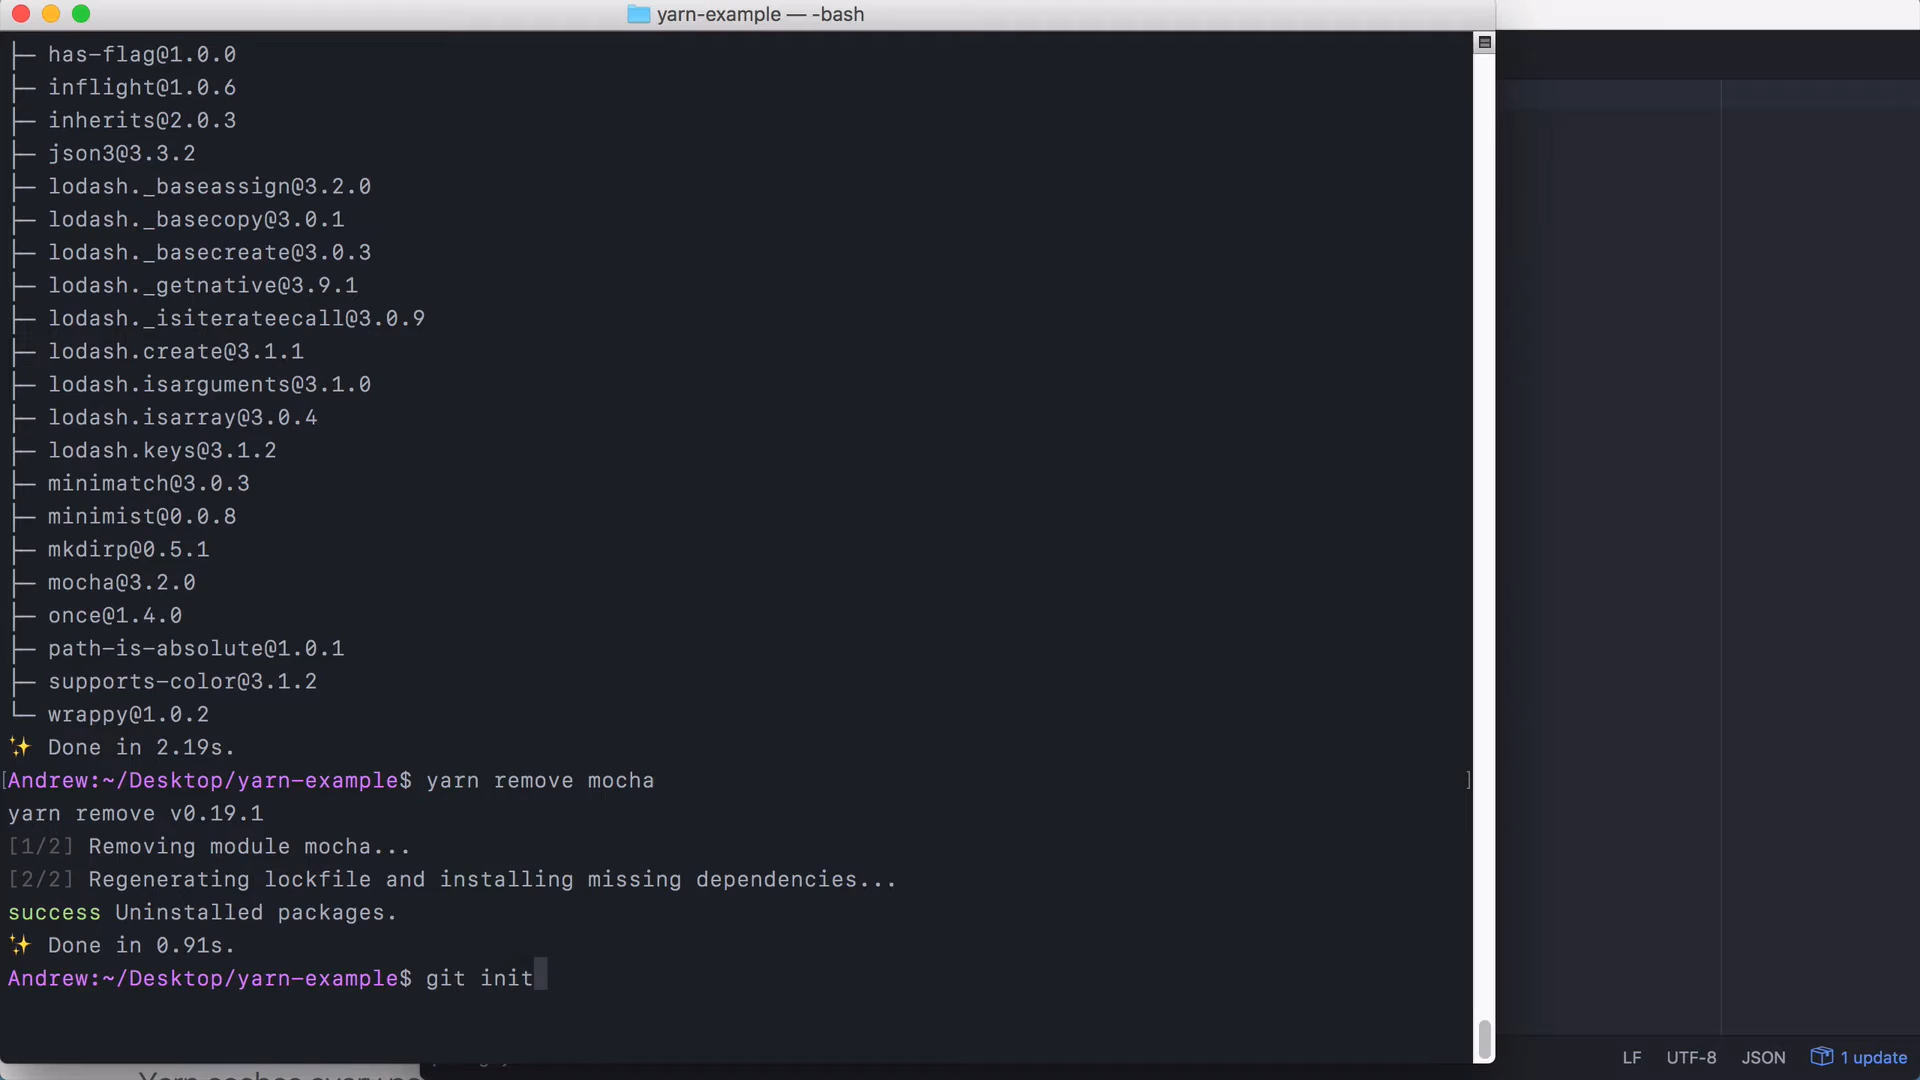 yarn-example — -bash
├─ has-flag@1.0.0
├─ inflight@1.0.6
├─ inherits@2.0.3
├─ json3@3.3.2
├─ lodash._baseassign@3.2.0
├─ lodash._basecopy@3.0.1
├─ lodash._basecreate@3.0.3
├─ lodash._getnative@3.9.1
├─ lodash._isiterateecall@3.0.9
├─ lodash.create@3.1.1
├─ lodash.isarguments@3.1.0
├─ lodash.isarray@3.0.4
├─ lodash.keys@3.1.2
├─ minimatch@3.0.3
├─ minimist@0.0.8
├─ mkdirp@0.5.1
├─ mocha@3.2.0
├─ once@1.4.0
├─ path-is-absolute@1.0.1
├─ supports-color@3.1.2
└─ wrappy@1.0.2
✨ Done in 2.19s.
[Andrew:~/Desktop/yarn-example$ yarn remove mocha ]
yarn remove v0.19.1
[1/2] Removing module mocha...
[2/2] Regenerating lockfile and installing missing dependencies...
success Uninstalled packages.
✨ Done in 0.91s.
Andrew:~/Desktop/yarn-example$ git init
LF UTF-8 JSON 1 update